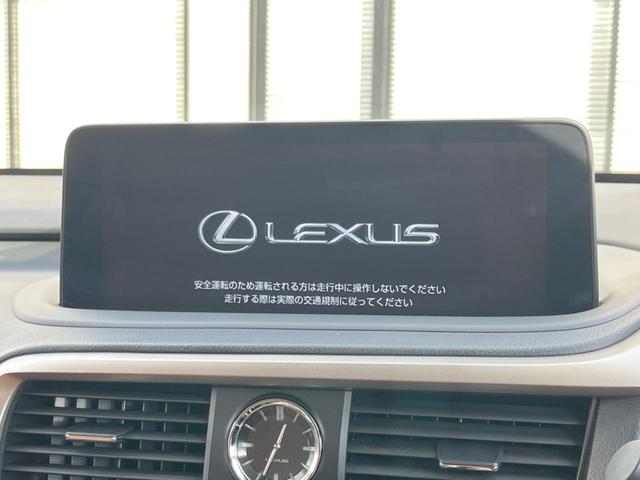 LEXUS
安全運転のため運転される方は走行中に操作しないでください
走行する際は実際の交通規制に従ってください
LEXUS